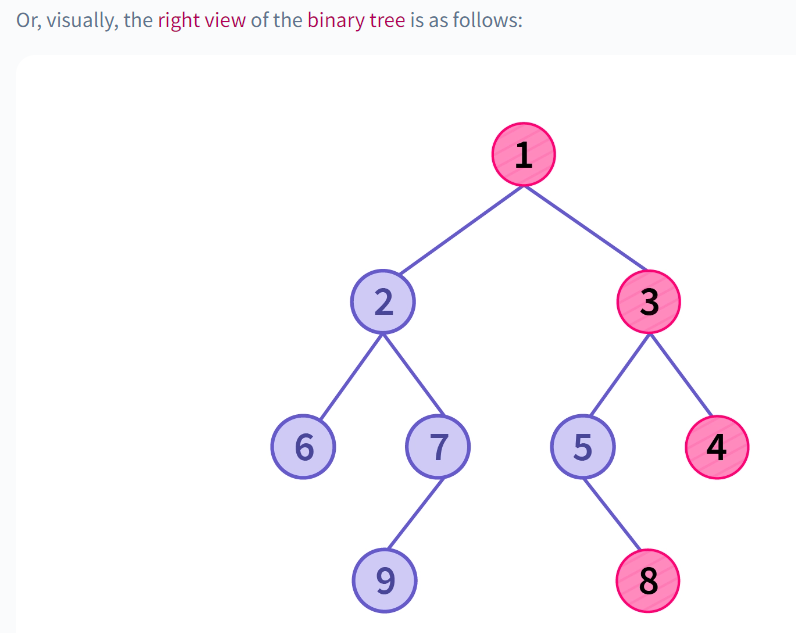 Or, visually, the right view of the binary tree is as follows:
1
2 3
6 7 5 4
9 8